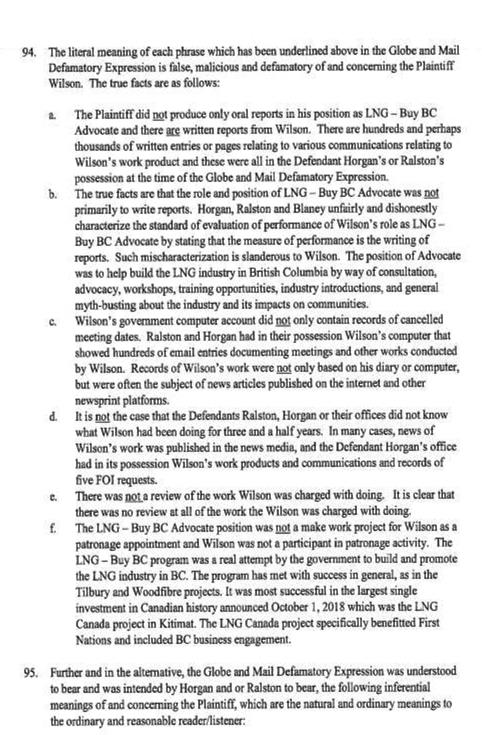 94. The literal meaning of each phrase which has been underlined above in the Globe and Mail
Defamatory Expression is false, malicious and defamatory of and concerning the Plaintiff
Wilson. The true facts are as follows:
a. The Plaintiff did not produce only oral reports in his position as LNG – Buy BC
Advocate and there are written reports from Wilson. There are hundreds and perhaps
thousands of written entries or pages relating to various communications relating to
Wilson's work product and these were all in the Defendant Horgan's or Ralston's
possession at the time of the Globe and Mail Defamatory Expression.
b. The true facts are that the role and position of LNG – Buy BC Advocate was not
primarily to write reports. Horgan, Ralston and Blaney unfairly and dishonestly
characterize the standard of evaluation of performance of Wilson's role as LNG –
Buy BC Advocate by stating that the measure of performance is the writing of
reports. Such mischaracterization is slanderous to Wilson. The position of Advocate
was to help build the LNG industry in British Columbia by way of consultation,
advocacy, workshops, training opportunities, industry introductions, and general
myth-busting about the industry and its impacts on communities.
c. Wilson's government computer account did not only contain records of cancelled
meeting dates. Ralston and Horgan had in their possession Wilson's computer that
showed hundreds of email entries documenting meetings and other works conducted
by Wilson. Records of Wilson's work were not only based on his diary or computer,
but were often the subject of news articles published on the internet and other
newsprint platforms.
d. It is not the case that the Defendants Ralston, Horgan or their offices did not know
what Wilson had been doing for three and a half years. In many cases, news of
Wilson's work was published in the news media, and the Defendant Horgan's office
had in its possession Wilson's work products and communications and records of
five FOI requests.
e. There was not a review of the work Wilson was charged with doing. It is clear that
there was no review at all of the work the Wilson was charged with doing.
f. The LNG – Buy BC Advocate position was not a make work project for Wilson as a
patronage appointment and Wilson was not a participant in patronage activity. The
LNG – Buy BC program was a real attempt by the government to build and promote
the LNG industry in BC. The program has met with success in general, as in the
Tilbury and Woodfibre projects. It was most successful in the largest single
investment in Canadian history announced October 1, 2018 which was the LNG
Canada project in Kitimat. The LNG Canada project specifically benefitted First
Nations and included BC business engagement.
95. Further and in the alternative, the Globe and Mail Defamatory Expression was understood
to bear and was intended by Horgan and or Ralston to bear, the following inferential
meanings of and concerning the Plaintiff, which are the natural and ordinary meanings to
the ordinary and reasonable reader/listener: